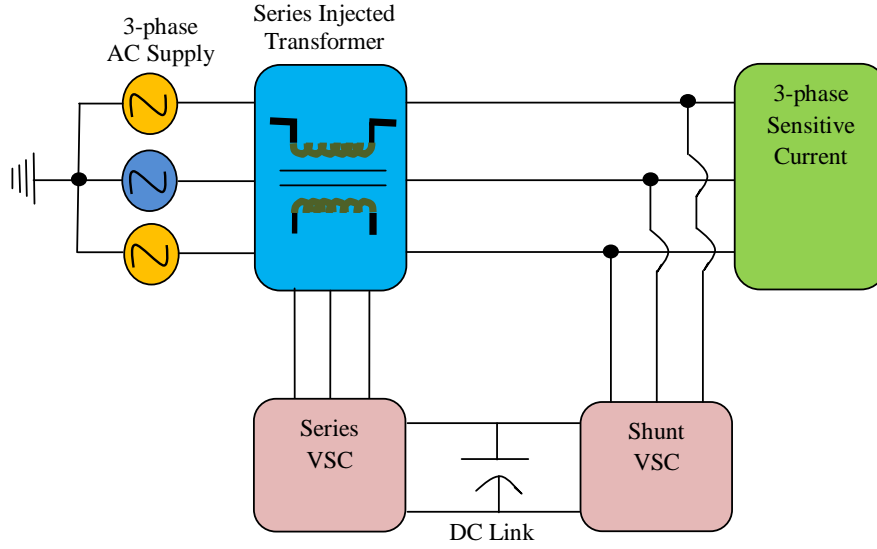 3-phase
AC Supply
Series Injected
Transformer
3-phase
Sensitive
Current
Series
VSC
Shunt
VSC
DC Link